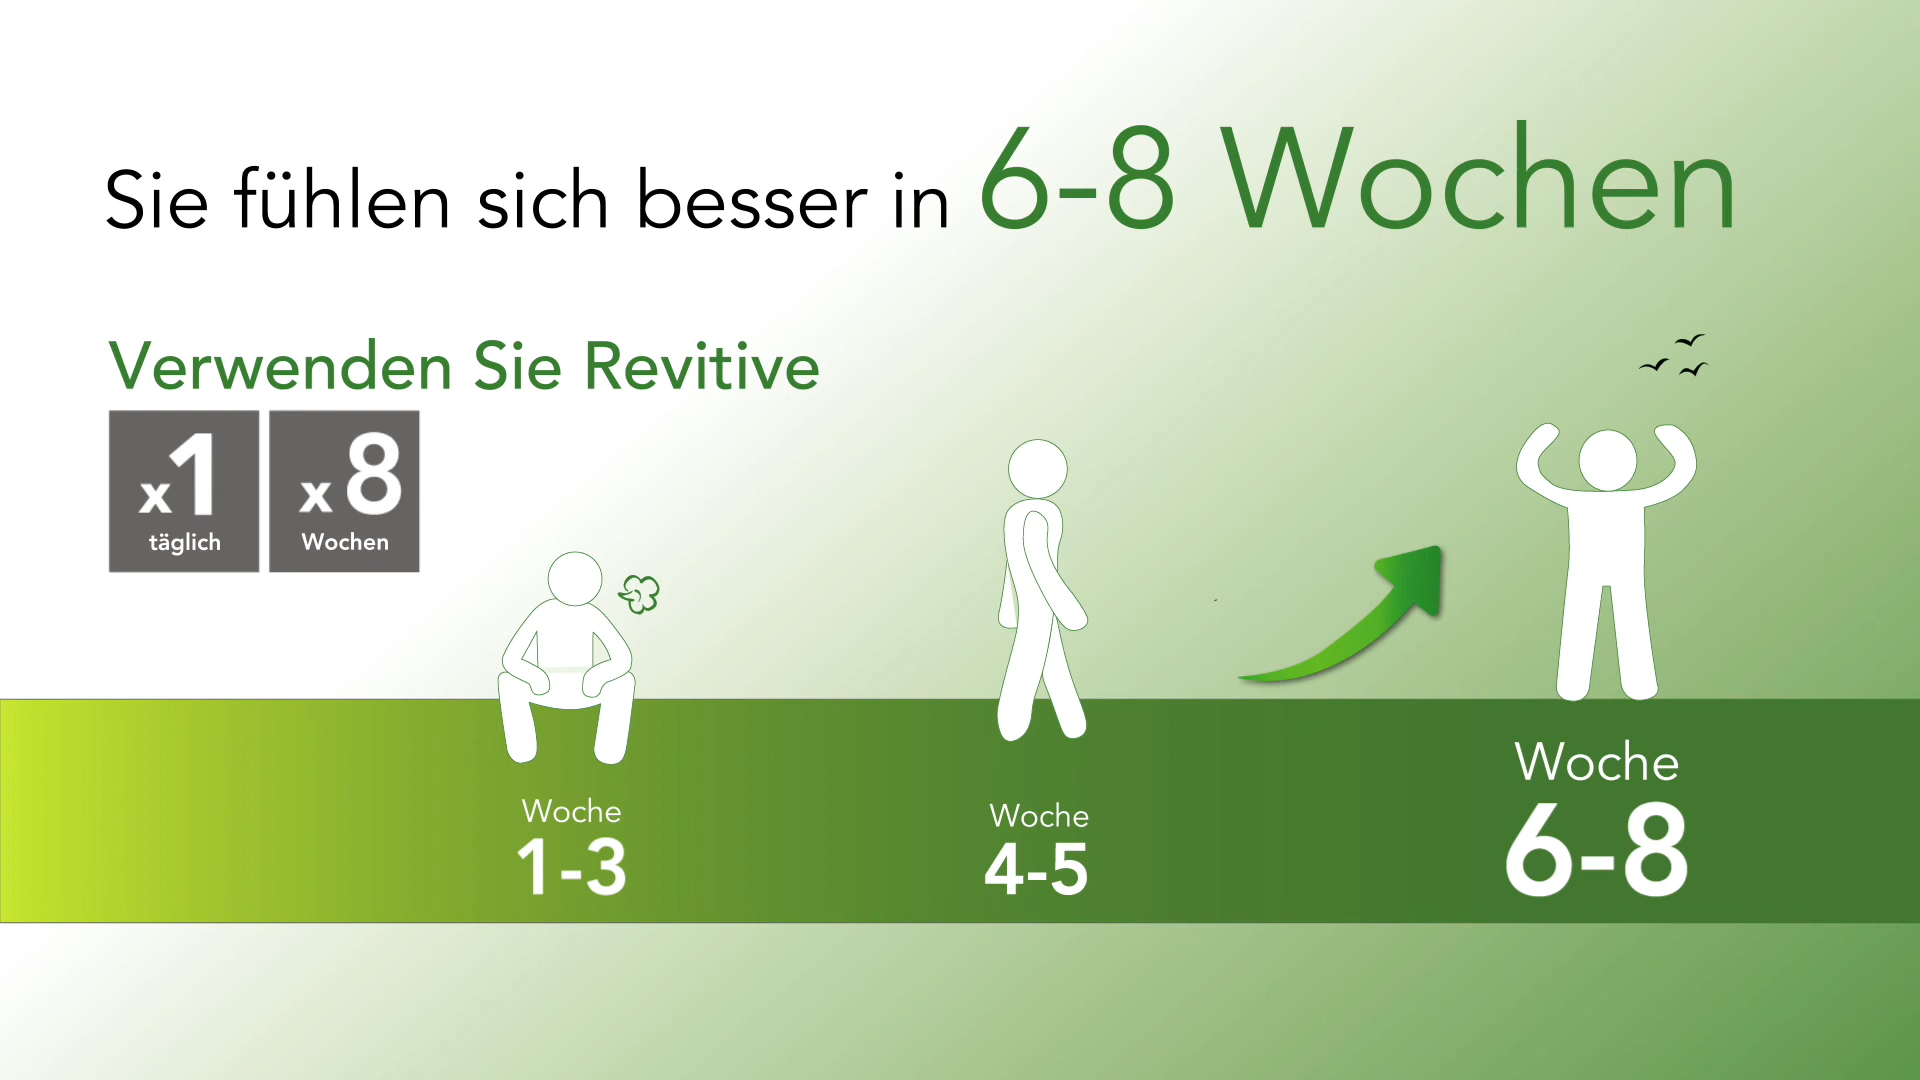 Sie fühlen sich besser in 6-8 Wochen
Verwenden Sie Revitive
x1
täglich
x 8
Wochen
Woche
1-3
Woche
4-5
Woche
6-8